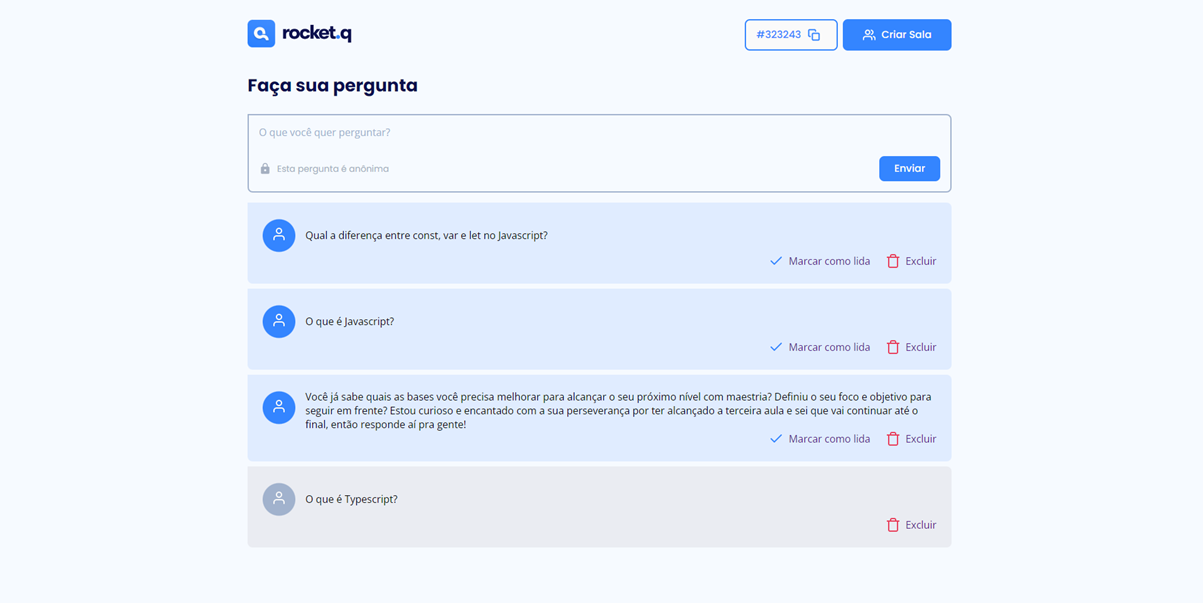 rocket.q
#323243
Criar Sala
Faça sua pergunta
O que você quer perguntar?
Esta pergunta é anônima
Enviar
Qual a diferença entre const, var e let no Javascript?
Marcar como lida
Excluir
O que é Javascript?
Marcar como lida
Excluir
Você já sabe quais as bases você precisa melhorar para alcançar o seu próximo nível com maestria? Definiu o seu foco e objetivo para
seguir em frente? Estou curioso e encantado com a sua perseverança por ter alcançado a terceira aula e sei que vai continuar até o
final, então responde aí pra gente!
Marcar como lida
Excluir
O que é Typescript?
Excluir